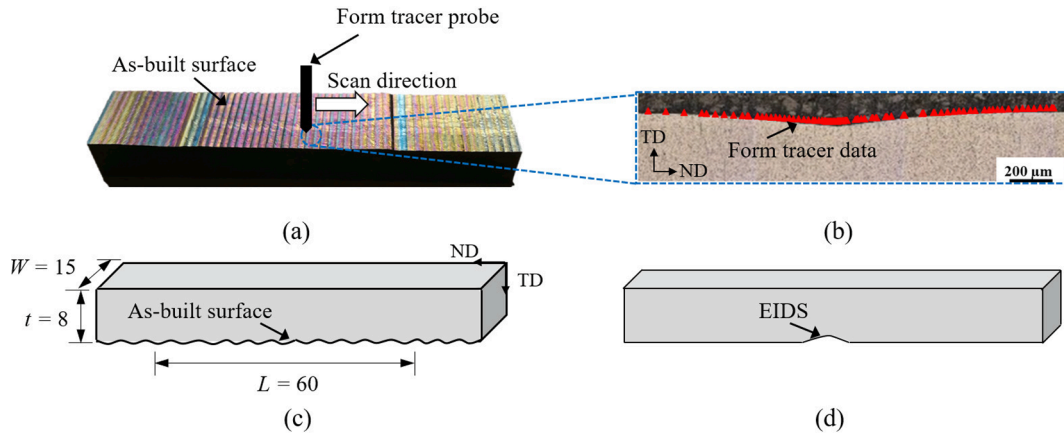 Form tracer probe
As-built surface
Scan direction
TD
ND
Form tracer data
200 μm
(a)
(b)
ND
TD
W = 15
t = 8
As-built surface
L = 60
EIDS
(c)
(d)